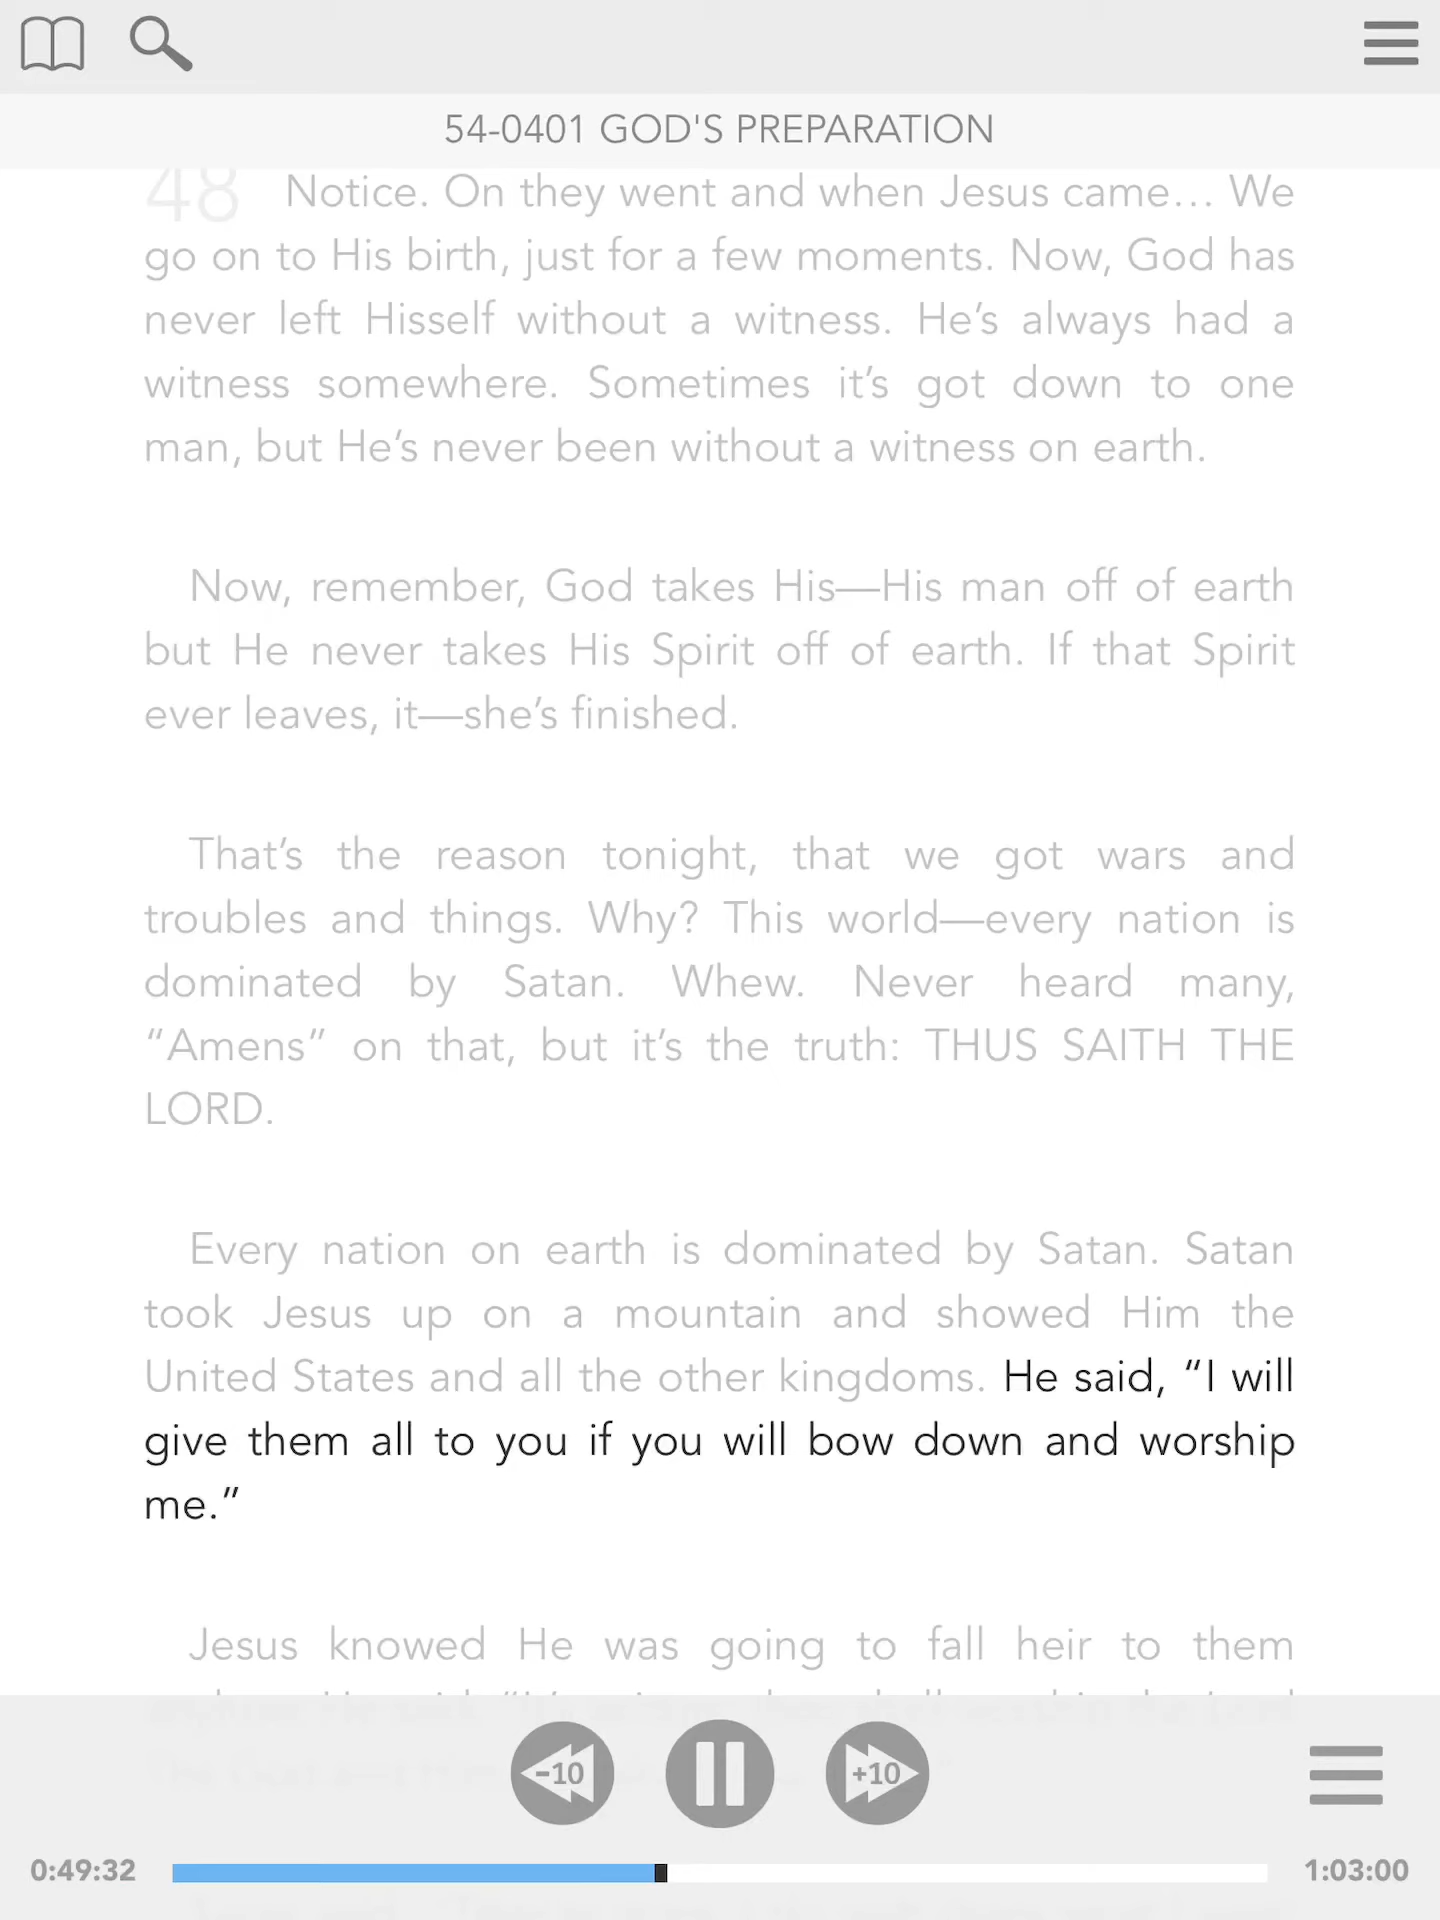 54-0401 GOD'S PREPARATION
48 Notice. On they went and when Jesus came… We
go on to His birth, just for a few moments. Now, God has
never left Hisself without a witness. He’s always had a
witness somewhere. Sometimes it’s got down to one
man, but He’s never been without a witness on earth.
Now, remember, God takes His—His man off of earth
but He never takes His Spirit off of earth. If that Spirit
ever leaves, it—she’s finished.
That’s the reason tonight, that we got wars and
troubles and things. Why? This world—every nation is
dominated by Satan. Whew. Never heard many,
“Amens” on that, but it’s the truth: THUS SAITH THE
LORD.
Every nation on earth is dominated by Satan. Satan
took Jesus up on a mountain and showed Him the
United States and all the other kingdoms. He said, “I will
give them all to you if you will bow down and worship
me.”
Jesus knowed He was going to fall heir to them
-10 +10
0:49:32 1:03:00